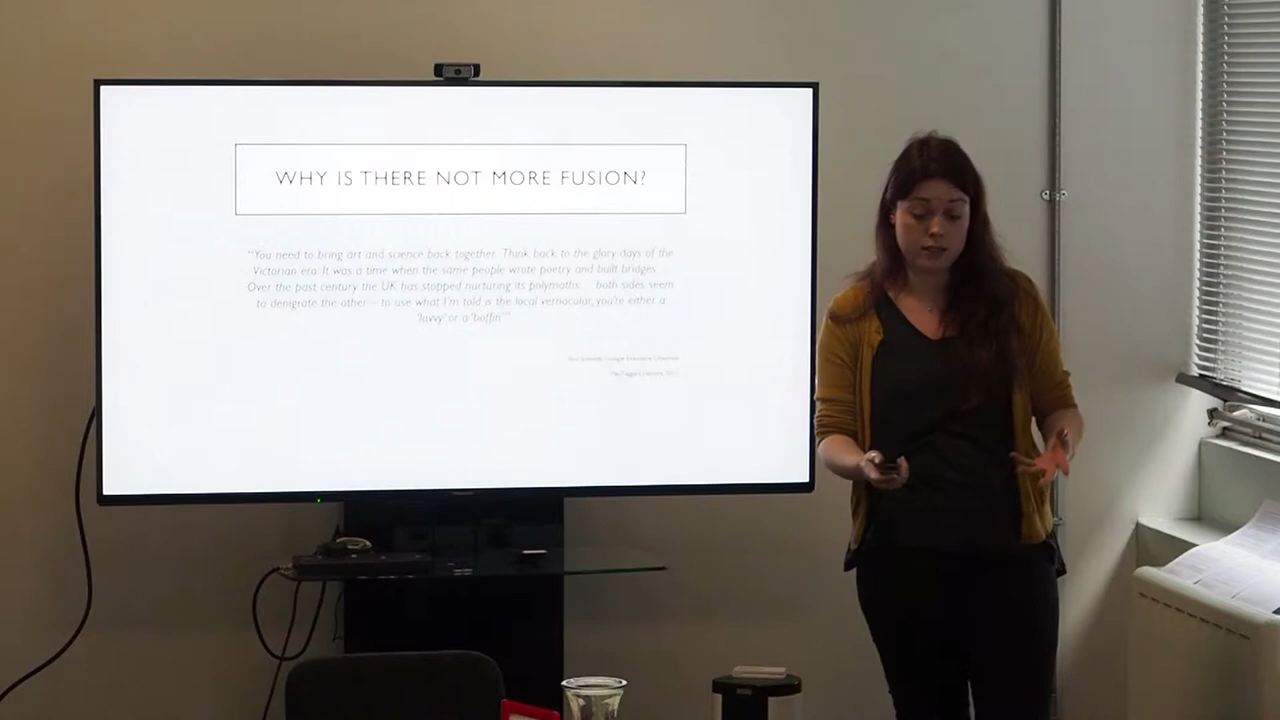 WHY IS THERE NOT MORE FUSION?
"You need to bring art and science back together. Think back to the glory days of the
Victorian era. It was a time when the same people wrote poetry and built bridges...
Over the past century the UK has stopped nurturing its polymaths... both sides seem
to denigrate the other – to use what I'm told is the local vernacular, you're either a
'luvvy' or a 'boffin'"